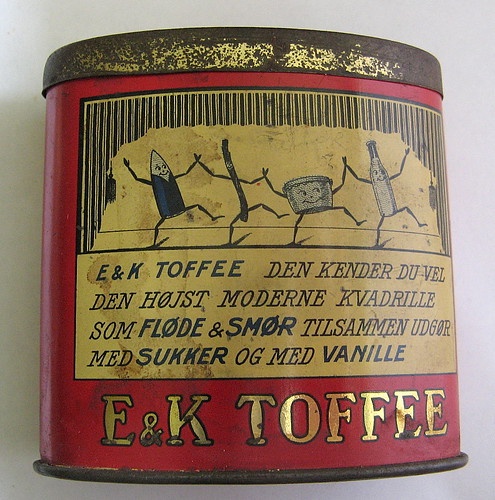 E & K TOFFEE DEN KENDER DU VEL
DEN HØJST MODERNE KVADRILLE
SOM FLØDE & SMØR TILSAMMEN UDGØR
MED SUKKER OG MED VANILLE
E&K TOFFEE